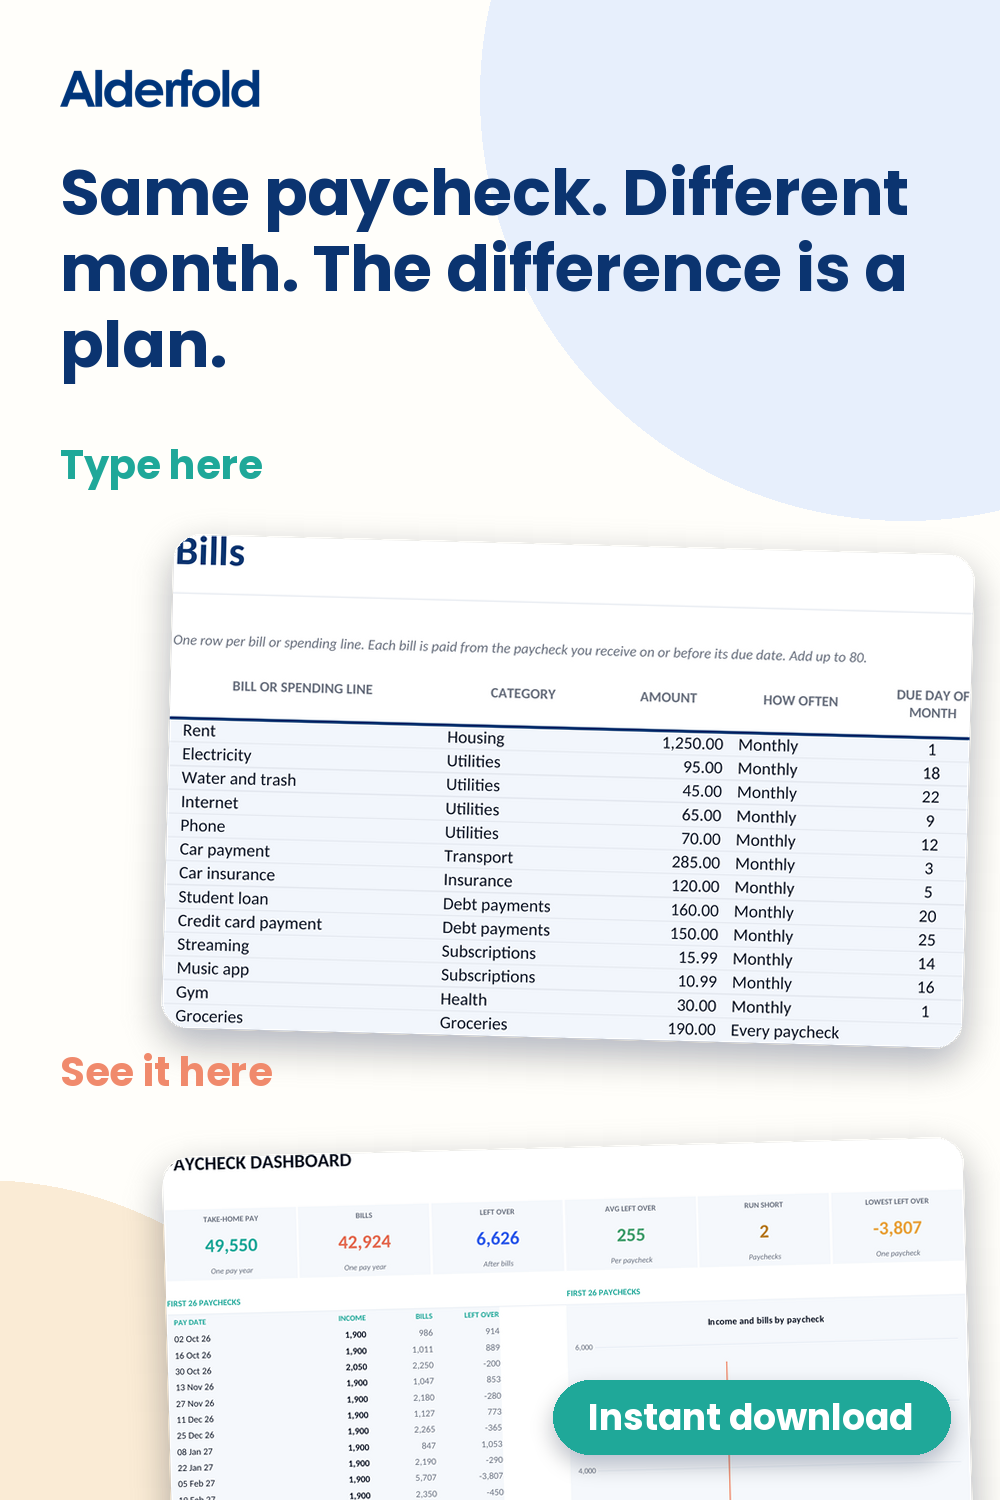 Alderfold
Same paycheck. Different
month. The difference is a
plan.
Type here
Bills
One row per bill or spending line. Each bill is paid from the paycheck you receive on or before its due date. Add up to 80.
BILL OR SPENDING LINE CATEGORY AMOUNT HOW OFTEN DUE DAY OF MONTH
Rent Housing 1,250.00 Monthly 1
Electricity Utilities 95.00 Monthly 18
Water and trash Utilities 45.00 Monthly 22
Internet Utilities 65.00 Monthly 9
Phone Utilities 70.00 Monthly 12
Car payment Transport 285.00 Monthly 3
Car insurance Insurance 120.00 Monthly 5
Student loan Debt payments 160.00 Monthly 20
Credit card payment Debt payments 150.00 Monthly 25
Streaming Subscriptions 15.99 Monthly 14
Music app Subscriptions 10.99 Monthly 16
Gym Health 30.00 Monthly 1
Groceries Groceries 190.00 Every paycheck
See it here
AYCHECK DASHBOARD
TAKE-HOME PAY BILLS LEFT OVER AVG LEFT OVER RUN SHORT LOWEST LEFT OVER
49,550 42,924 6,626 255 2 -3,807
One pay year One pay year After bills Per paycheck Paychecks One paycheck
FIRST 26 PAYCHECKS FIRST 26 PAYCHECKS
PAY DATE INCOME BILLS LEFT OVER
Income and bills by paycheck
02 Oct 26 1,900 986 914
16 Oct 26 1,900 1,011 889
6,000
30 Oct 26 2,050 2,250 -200
13 Nov 26 1,900 1,047 853
27 Nov 26 1,900 2,180 -280
11 Dec 26 1,900 1,127 773
25 Dec 26 1,900 2,265 -365
Instant download
08 Jan 27 1,900 847 1,053
22 Jan 27 1,900 2,190 -290
05 Feb 27 1,900 5,707 -3,807
4,000
19 Feb 27 1,900 2,350 -450